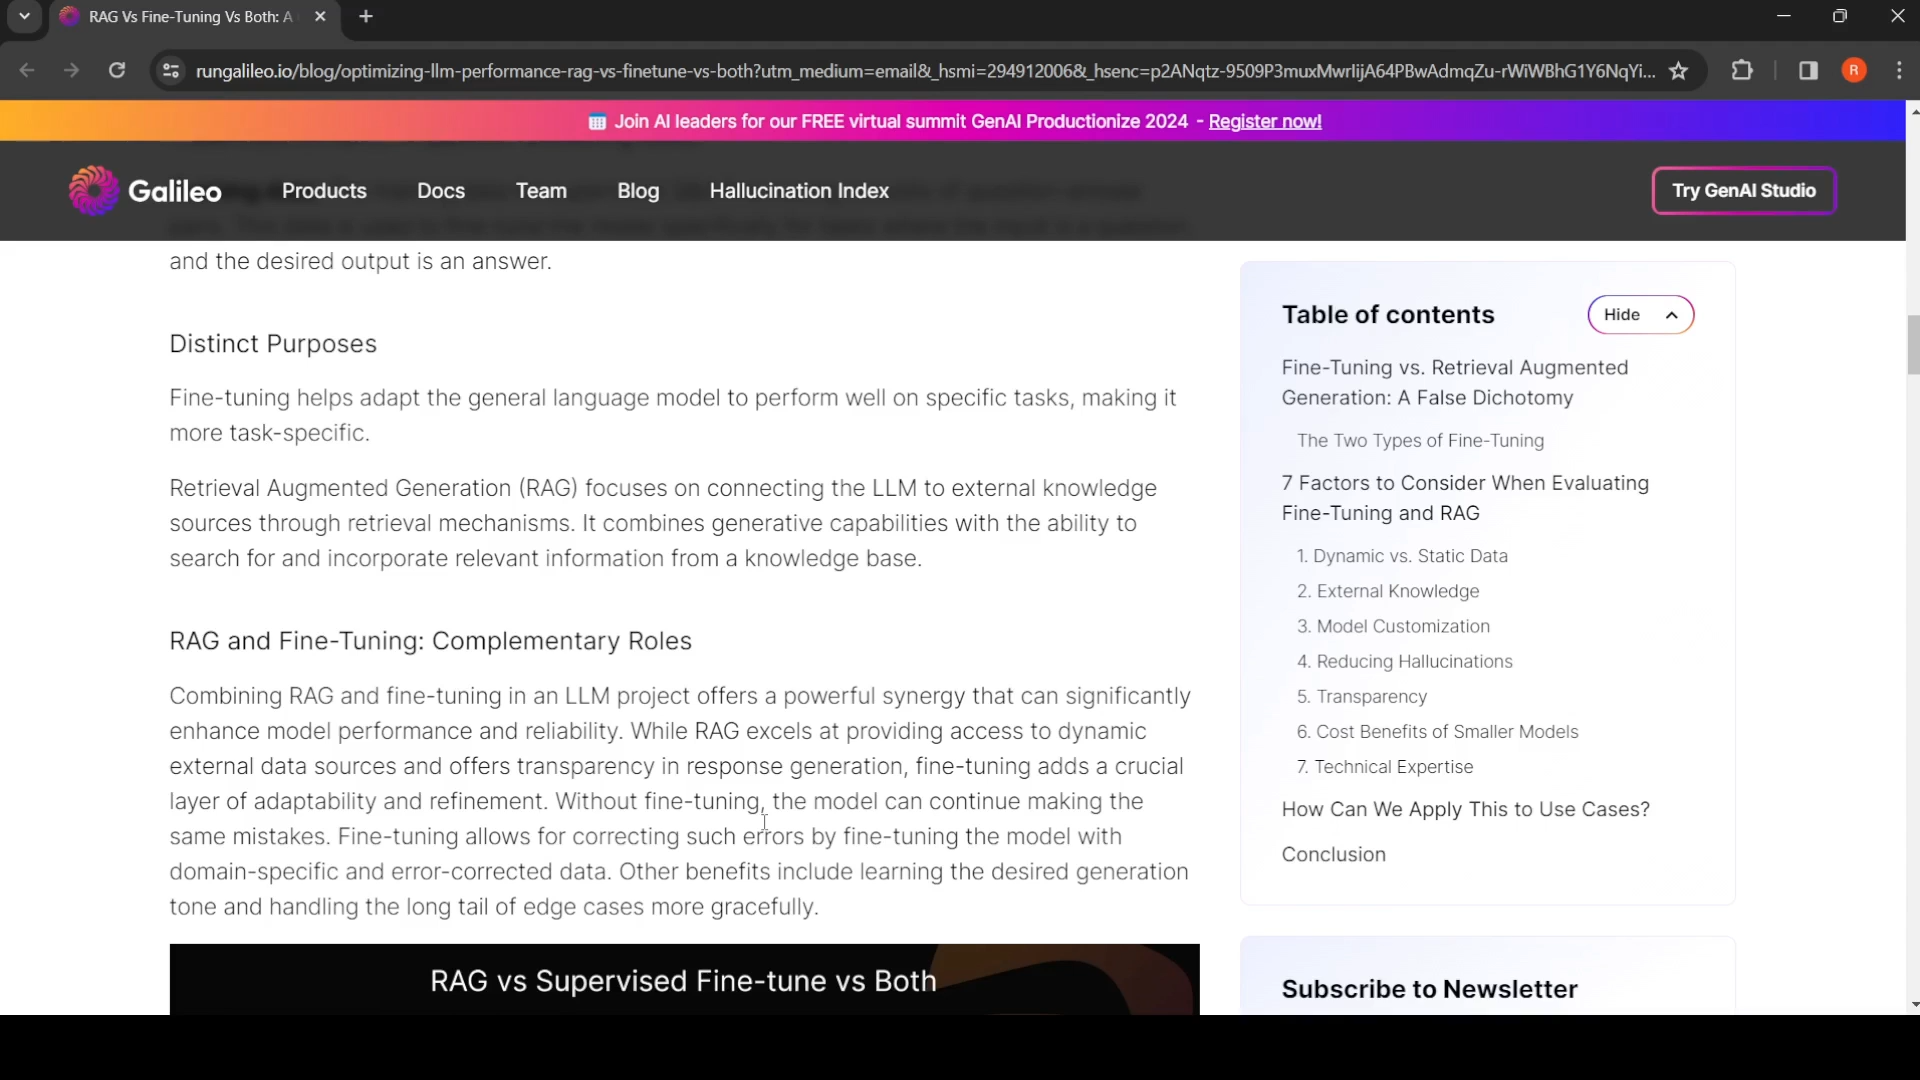 RAG Vs Fine-Tuning Vs Both: A
rungalileo.io/blog/optimizing-llm-performance-rag-vs-finetune-vs-both?utm_medium=email&_hsmi=294912006&_hsenc=p2ANqtz-9509P3muxMwrlijA64PBwAdmqZu-rWiWBhG1Y6NqYi...
R
Join AI leaders for our FREE virtual summit GenAI Productionize 2024 - Register now!
Galileo
Products
Docs
Team
Blog
Hallucination Index
Try GenAI Studio
and the desired output is an answer.
Distinct Purposes
Fine-tuning helps adapt the general language model to perform well on specific tasks, making it
more task-specific.
Retrieval Augmented Generation (RAG) focuses on connecting the LLM to external knowledge
sources through retrieval mechanisms. It combines generative capabilities with the ability to
search for and incorporate relevant information from a knowledge base.
RAG and Fine-Tuning: Complementary Roles
Combining RAG and fine-tuning in an LLM project offers a powerful synergy that can significantly
enhance model performance and reliability. While RAG excels at providing access to dynamic
external data sources and offers transparency in response generation, fine-tuning adds a crucial
layer of adaptability and refinement. Without fine-tuning, the model can continue making the
same mistakes. Fine-tuning allows for correcting such errors by fine-tuning the model with
domain-specific and error-corrected data. Other benefits include learning the desired generation
tone and handling the long tail of edge cases more gracefully.
RAG vs Supervised Fine-tune vs Both
Table of contents
Hide
Fine-Tuning vs. Retrieval Augmented
Generation: A False Dichotomy
The Two Types of Fine-Tuning
7 Factors to Consider When Evaluating
Fine-Tuning and RAG
1. Dynamic vs. Static Data
2. External Knowledge
3. Model Customization
4. Reducing Hallucinations
5. Transparency
6. Cost Benefits of Smaller Models
7. Technical Expertise
How Can We Apply This to Use Cases?
Conclusion
Subscribe to Newsletter